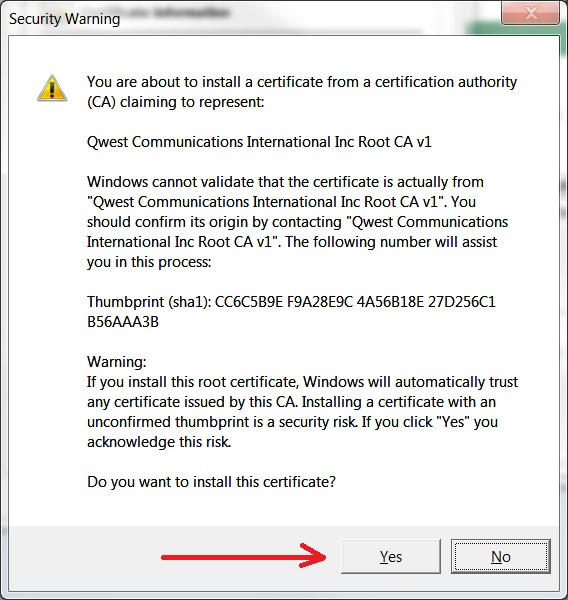 Security Warning
Certificate Information
You are about to install a certificate from a certification authority
(CA) claiming to represent:
Qwest Communications International Inc Root CA v1
Windows cannot validate that the certificate is actually from
"Qwest Communications International Inc Root CA v1". You
should confirm its origin by contacting "Qwest Communications
International Inc Root CA v1". The following number will assist
you in this process:
Thumbprint (sha1): CC6C5B9E F9A28E9C 4A56B18E 27D256C1
B56AAA3B
Warning:
If you install this root certificate, Windows will automatically trust
any certificate issued by this CA. Installing a certificate with an
unconfirmed thumbprint is a security risk. If you click "Yes" you
acknowledge this risk.
Do you want to install this certificate?
Yes
No